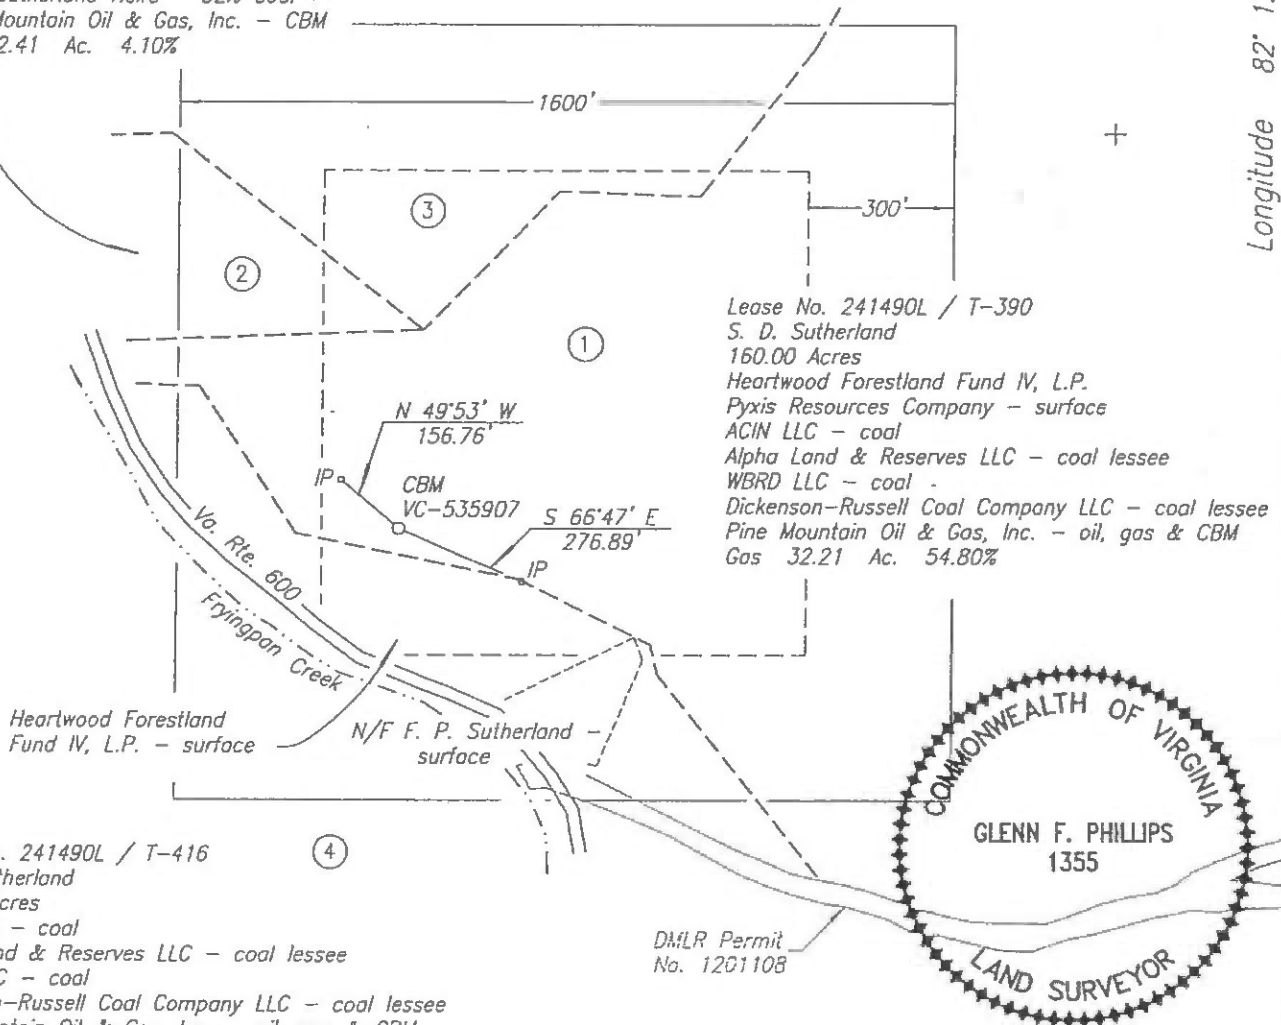 Mountain Oil & Gas, Inc. – CBM
2.41 Ac. 4.10%
1600'
Longitude 82°
300'
3
2
1
Lease No. 241490L / T-390
S. D. Sutherland
160.00 Acres
Heartwood Forestland Fund IV, L.P.
Pyxis Resources Company – surface
ACIN LLC – coal
Alpha Land & Reserves LLC – coal lessee
WBRD LLC – coal
Dickenson-Russell Coal Company LLC – coal lessee
Pine Mountain Oil & Gas, Inc. – oil, gas & CBM
Gas 32.21 Ac. 54.80%
N 49°53' W
156.76'
IP
CBM
VC-535907
S 66°47' E
276.89'
IP
Va. Rte. 600
Fryingpan Creek
Heartwood Forestland
Fund IV, L.P. – surface
N/F F. P. Sutherland –
surface
COMMONWEALTH OF VIRGINIA
GLENN F. PHILLIPS
1355
LAND SURVEYOR
4
. 241490L / T-416
therland
cres
– coal
nd & Reserves LLC – coal lessee
C – coal
-Russell Coal Company LLC – coal lessee
DMLR Permit
No. 1201108